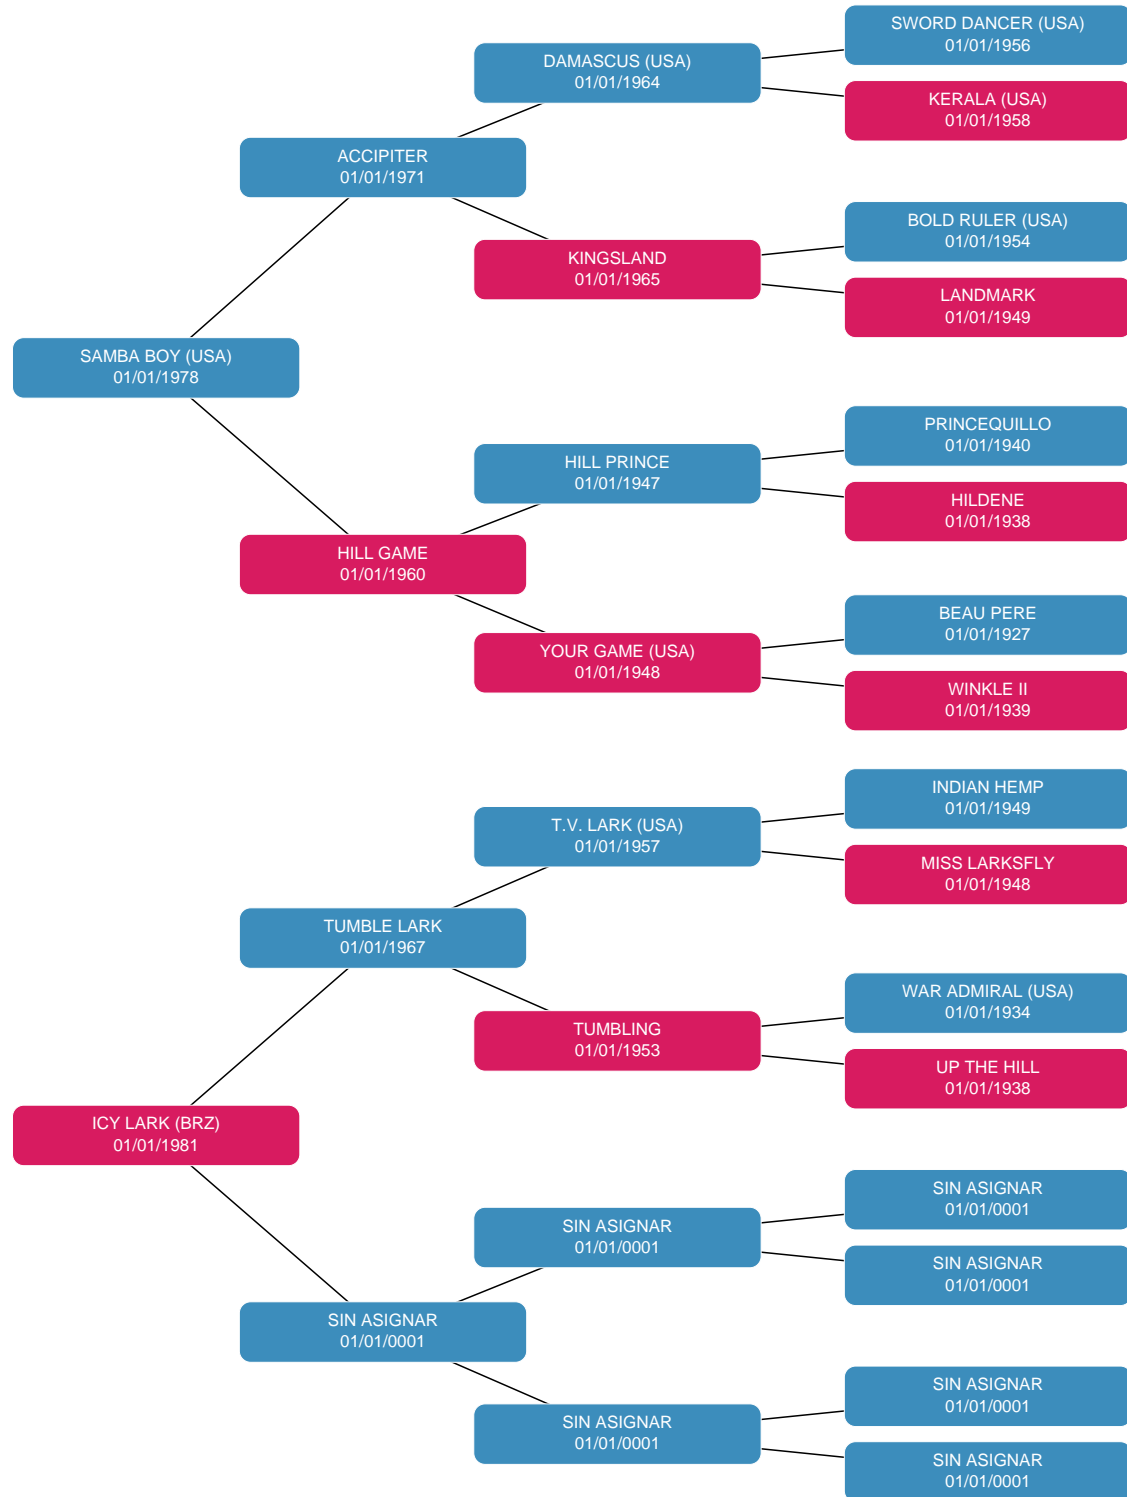 SWORD DANCER (USA)
01/01/1956
DAMASCUS (USA)
01/01/1964
KERALA (USA)
01/01/1958
ACCIPITER
01/01/1971
BOLD RULER (USA)
01/01/1954
KINGSLAND
01/01/1965
LANDMARK
01/01/1949
SAMBA BOY (USA)
01/01/1978
PRINCEQUILLO
01/01/1940
HILL PRINCE
01/01/1947
HILDENE
01/01/1938
HILL GAME
01/01/1960
BEAU PERE
01/01/1927
YOUR GAME (USA)
01/01/1948
WINKLE II
01/01/1939
INDIAN HEMP
01/01/1949
T.V. LARK (USA)
01/01/1957
MISS LARKSFLY
01/01/1948
TUMBLE LARK
01/01/1967
WAR ADMIRAL (USA)
01/01/1934
TUMBLING
01/01/1953
UP THE HILL
01/01/1938
ICY LARK (BRZ)
01/01/1981
SIN ASIGNAR
01/01/0001
SIN ASIGNAR
01/01/0001
SIN ASIGNAR
01/01/0001
SIN ASIGNAR
01/01/0001
SIN ASIGNAR
01/01/0001
SIN ASIGNAR
01/01/0001
SIN ASIGNAR
01/01/0001